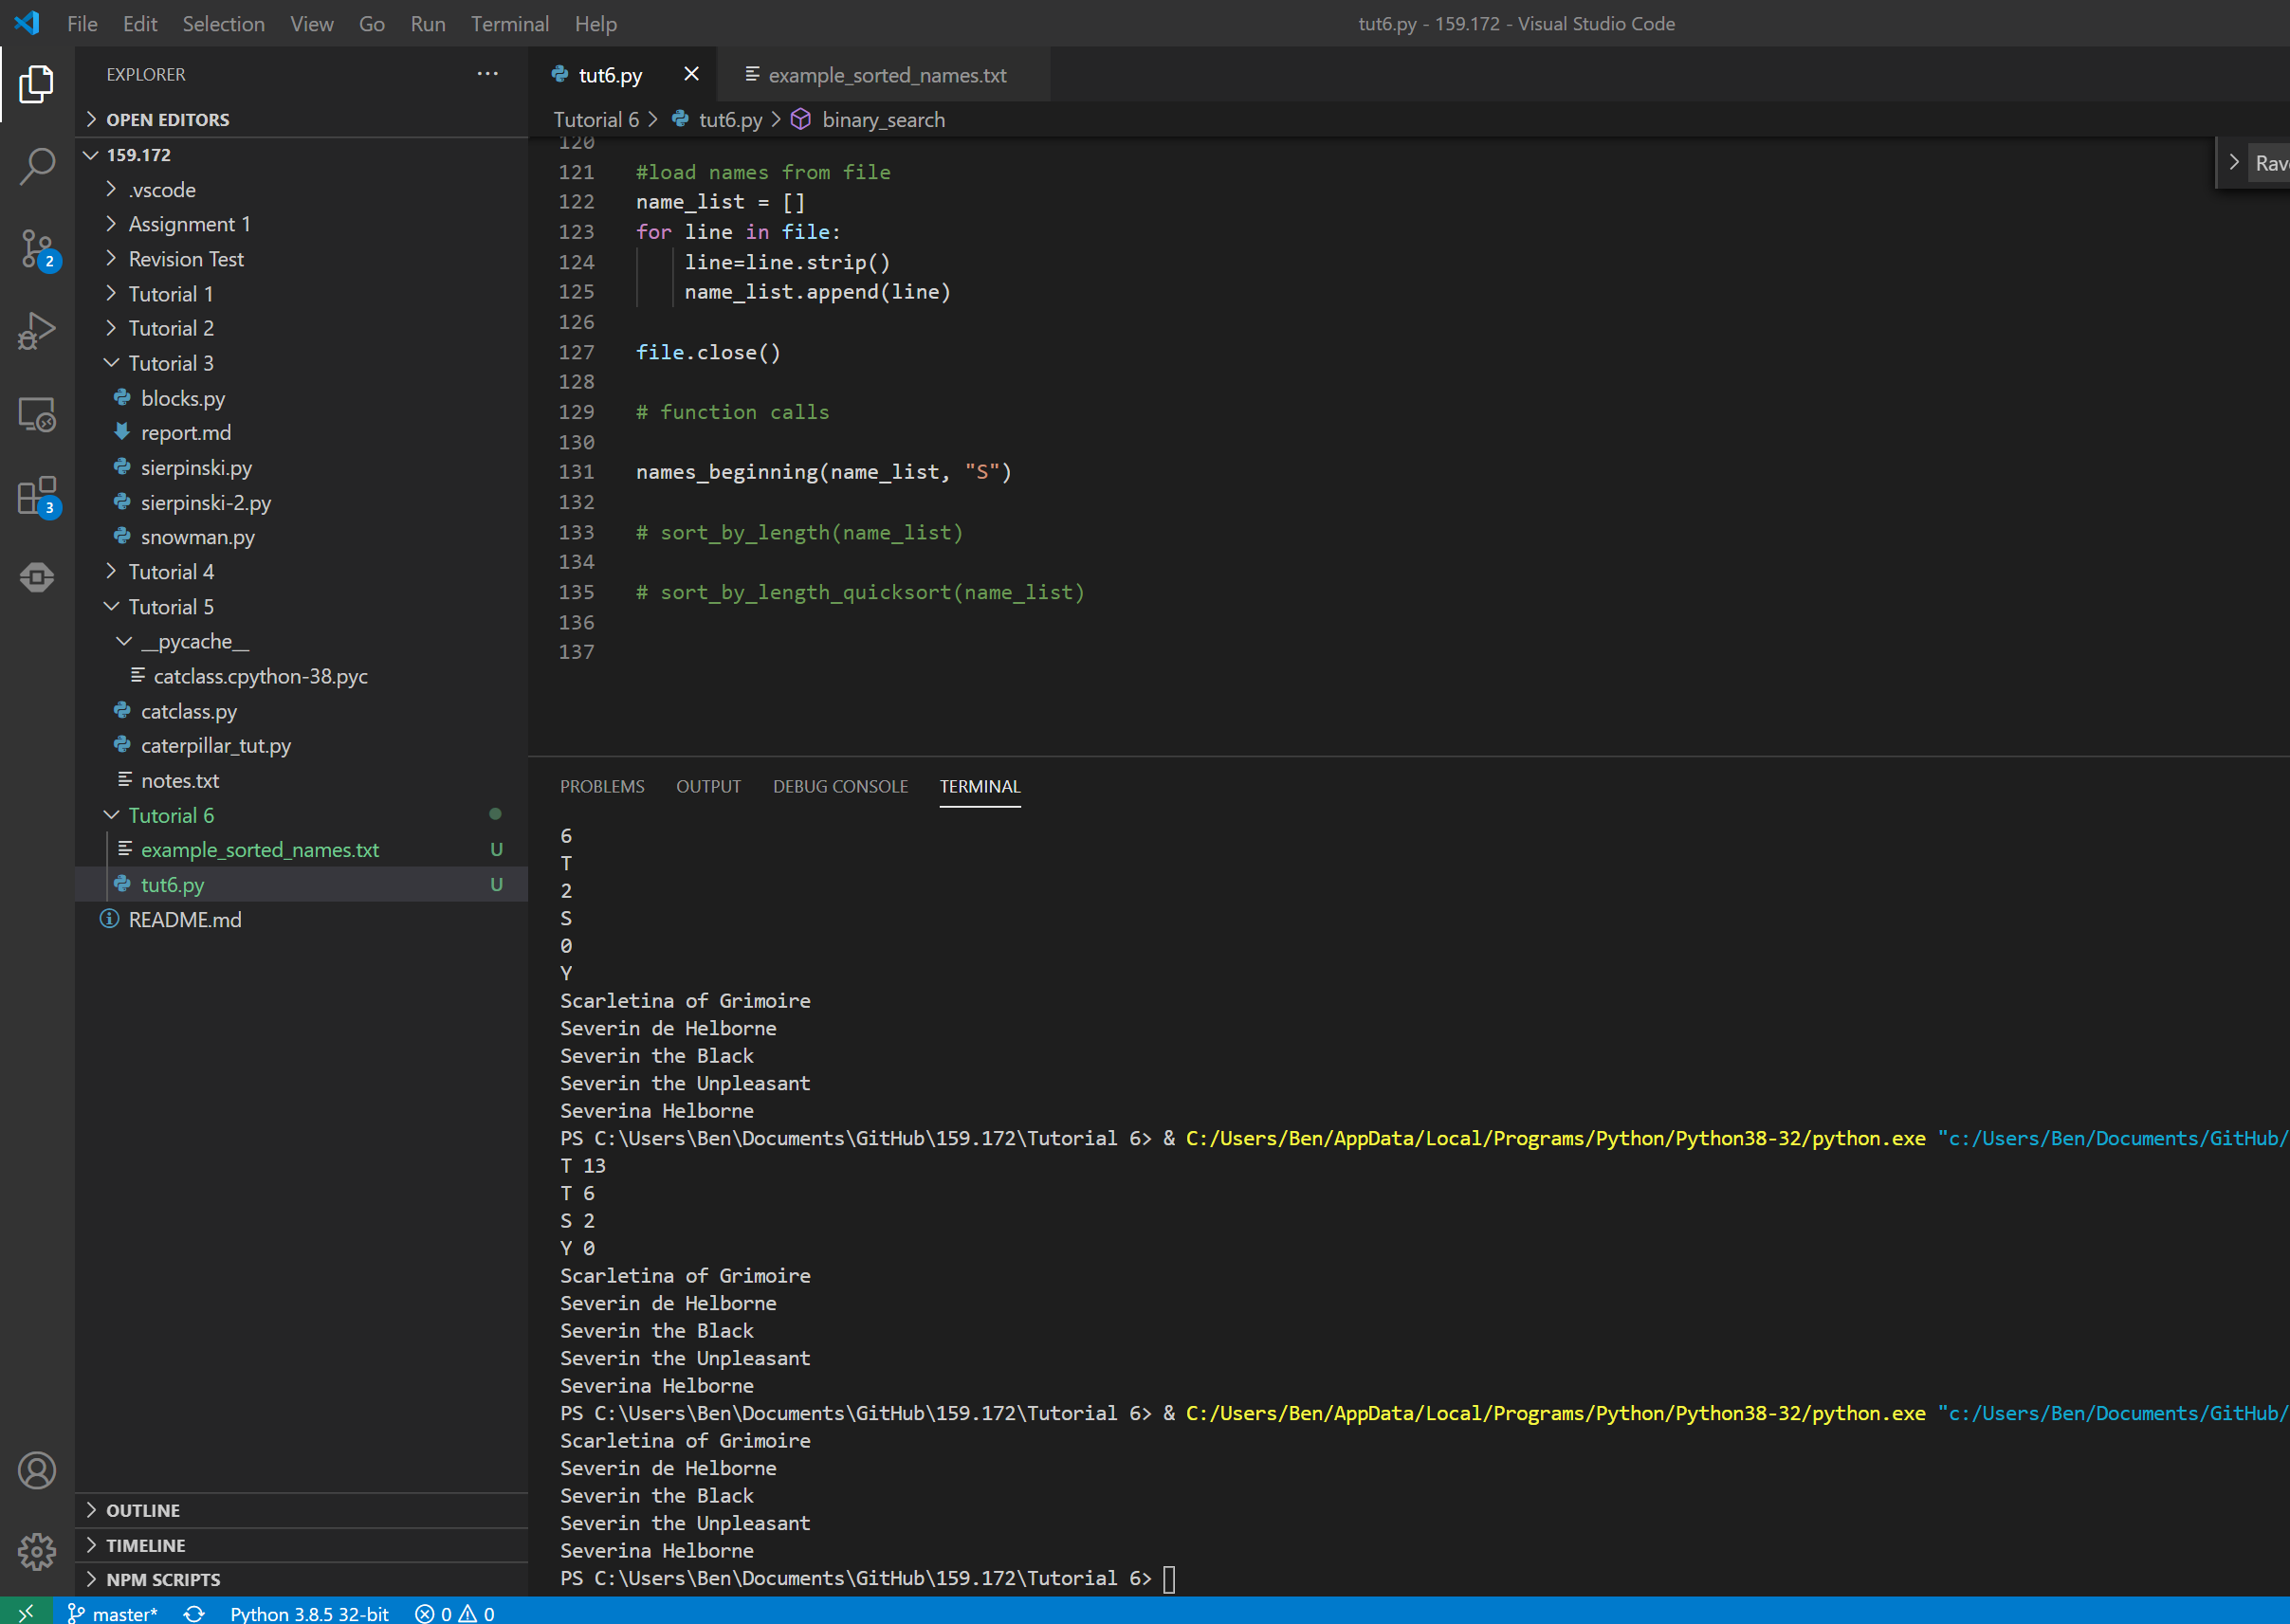 File Edit Selection View Go Run Terminal Help
tut6.py - 159.172 - Visual Studio Code
EXPLORER
OPEN EDITORS
159.172
.vscode
Assignment 1
Revision Test
Tutorial 1
Tutorial 2
Tutorial 3
blocks.py
report.md
sierpinski.py
sierpinski-2.py
snowman.py
Tutorial 4
Tutorial 5
__pycache__
catclass.cpython-38.pyc
catclass.py
caterpillar_tut.py
notes.txt
Tutorial 6
example_sorted_names.txt U
tut6.py U
README.md
OUTLINE
TIMELINE
NPM SCRIPTS
2
3
tut6.py
example_sorted_names.txt
Tutorial 6 > tut6.py > binary_search
120
121 #load names from file
122 name_list = []
123 for line in file:
124 line=line.strip()
125 name_list.append(line)
126
127 file.close()
128
129 # function calls
130
131 names_beginning(name_list, "S")
132
133 # sort_by_length(name_list)
134
135 # sort_by_length_quicksort(name_list)
136
137
PROBLEMS OUTPUT DEBUG CONSOLE TERMINAL
6
T
2
S
0
Y
Scarletina of Grimoire
Severin de Helborne
Severin the Black
Severin the Unpleasant
Severina Helborne
PS C:\Users\Ben\Documents\GitHub\159.172\Tutorial 6> & C:/Users/Ben/AppData/Local/Programs/Python/Python38-32/python.exe "c:/Users/Ben/Documents/GitHub/
T 13
T 6
S 2
Y 0
Scarletina of Grimoire
Severin de Helborne
Severin the Black
Severin the Unpleasant
Severina Helborne
PS C:\Users\Ben\Documents\GitHub\159.172\Tutorial 6> & C:/Users/Ben/AppData/Local/Programs/Python/Python38-32/python.exe "c:/Users/Ben/Documents/GitHub/
Scarletina of Grimoire
Severin de Helborne
Severin the Black
Severin the Unpleasant
Severina Helborne
PS C:\Users\Ben\Documents\GitHub\159.172\Tutorial 6>
master* Python 3.8.5 32-bit 0 0